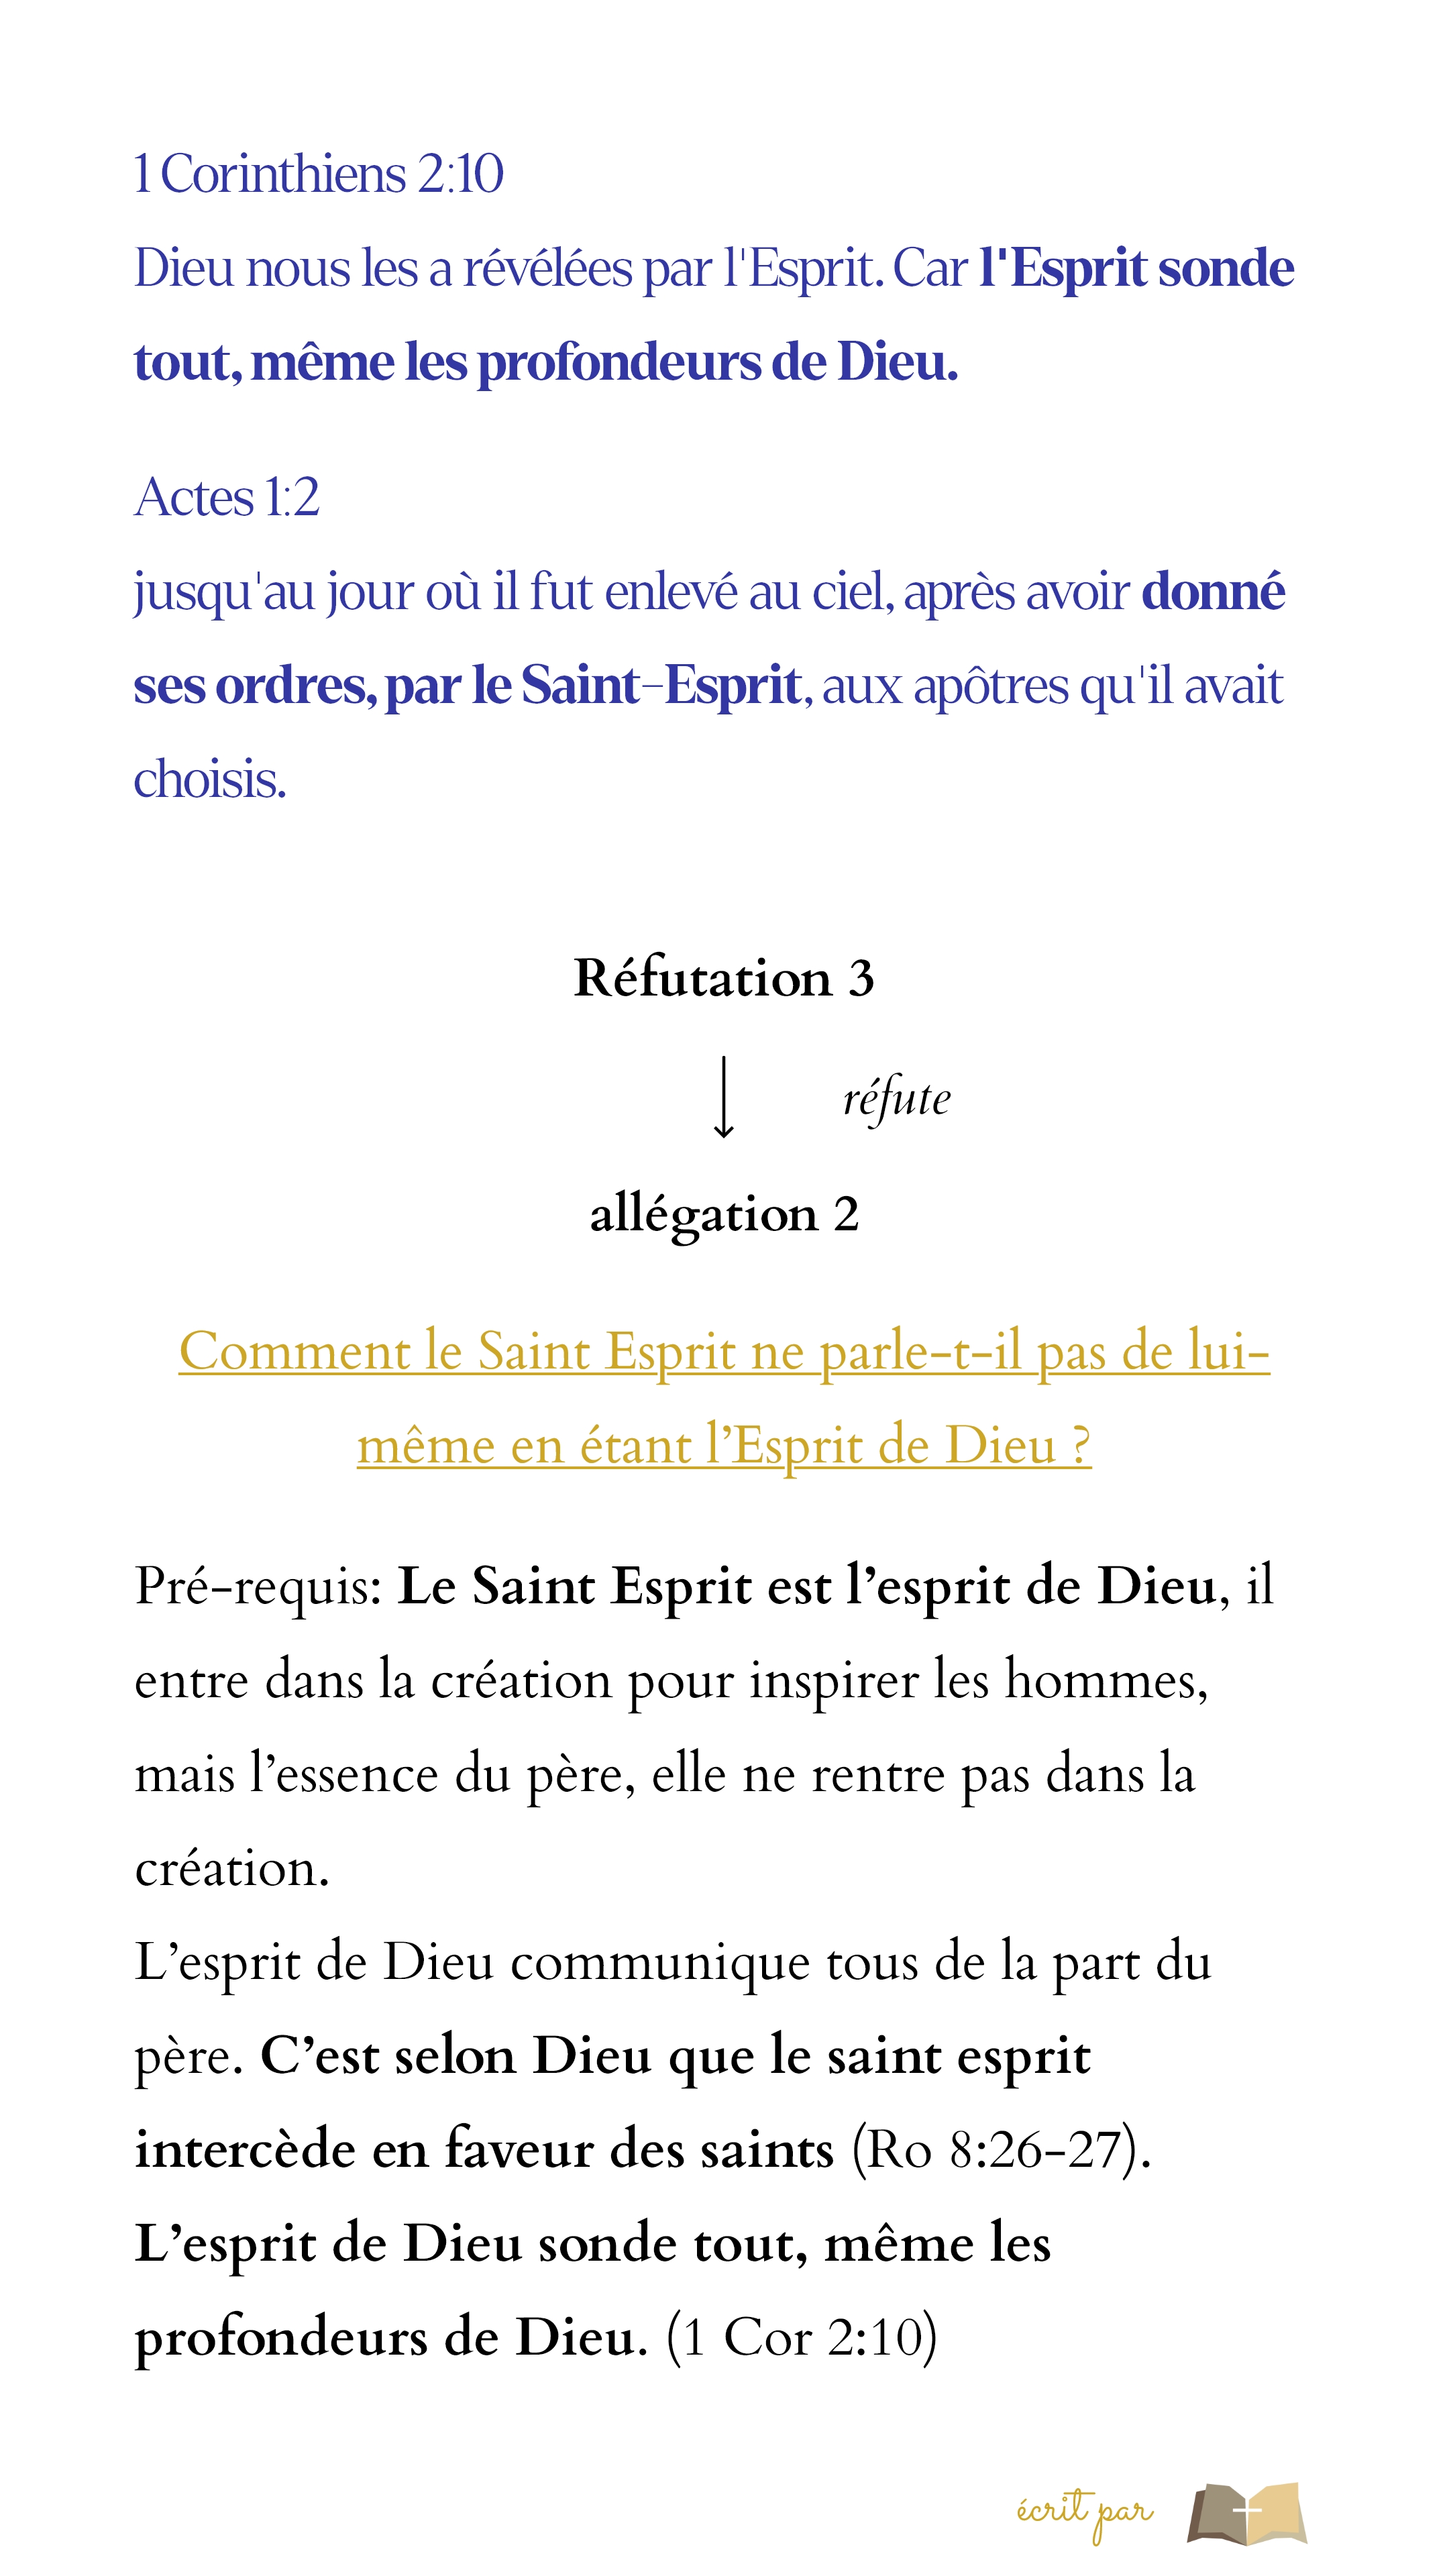 1 Corinthiens 2:10
Dieu nous les a révélées par l'Esprit. Car l'Esprit sonde
tout, même les profondeurs de Dieu.
Actes 1:2
jusqu'au jour où il fut enlevé au ciel, après avoir donné
ses ordres, par le Saint-Esprit, aux apôtres qu'il avait
choisis.
Réfutation 3
réfute
allégation 2
Comment le Saint Esprit ne parle-t-il pas de lui-
même en étant l’Esprit de Dieu ?
Pré-requis: Le Saint Esprit est l’esprit de Dieu, il
entre dans la création pour inspirer les hommes,
mais l’essence du père, elle ne rentre pas dans la
création.
L’esprit de Dieu communique tous de la part du
père. C’est selon Dieu que le saint esprit
intercède en faveur des saints (Ro 8:26-27).
L’esprit de Dieu sonde tout, même les
profondeurs de Dieu. (1 Cor 2:10)
écrit par